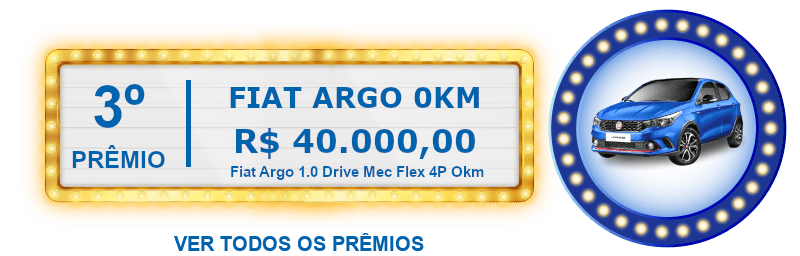 3º
PRÊMIO
FIAT ARGO 0KM
R$ 40.000,00
Fiat Argo 1.0 Drive Mec Flex 4P Okm
VER TODOS OS PRÊMIOS